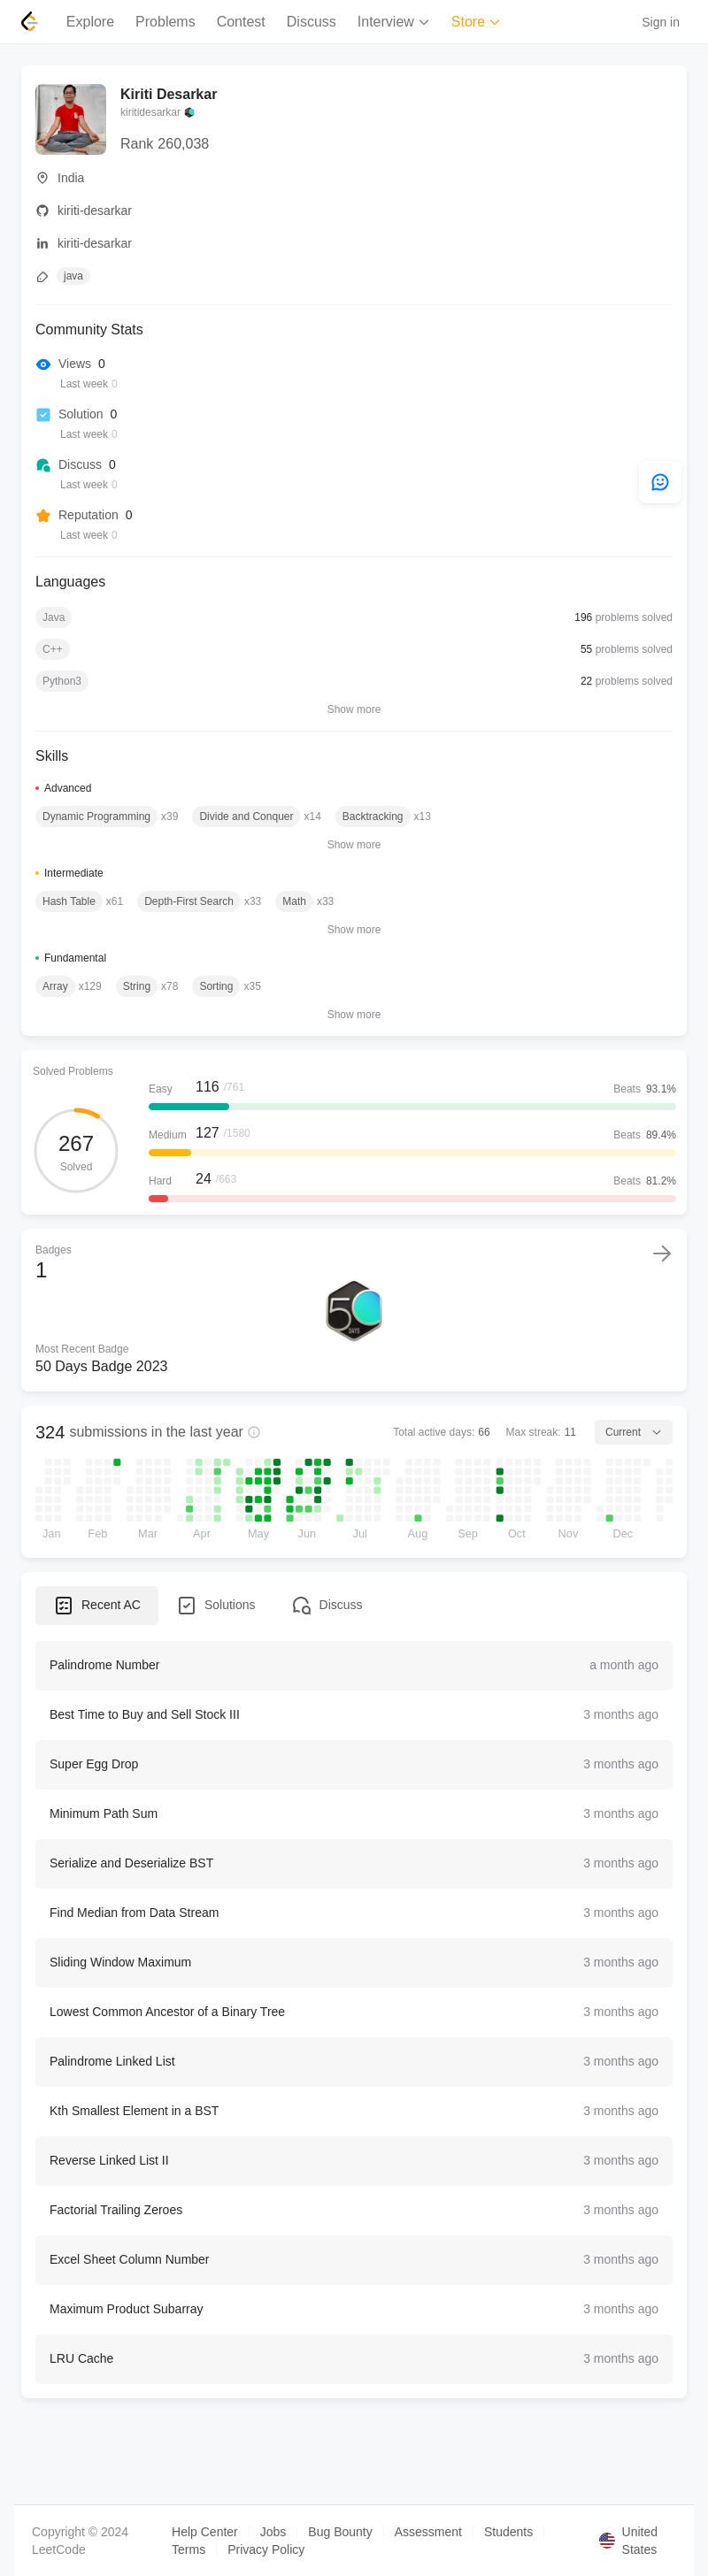 Explore Problems Contest Discuss Interview Store Sign in
Kiriti Desarkar
kiritidesarkar
Rank 260,038
India
kiriti-desarkar
kiriti-desarkar
java
Community Stats
Views 0
Last week 0
Solution 0
Last week 0
Discuss 0
Last week 0
Reputation 0
Last week 0
Languages
Java 196 problems solved
C++ 55 problems solved
Python3 22 problems solved
Show more
Skills
Advanced
Dynamic Programming x39 Divide and Conquer x14 Backtracking x13
Show more
Intermediate
Hash Table x61 Depth-First Search x33 Math x33
Show more
Fundamental
Array x129 String x78 Sorting x35
Show more
Solved Problems
267
Solved
Easy 116 /761 Beats 93.1%
Medium 127 /1580 Beats 89.4%
Hard 24 /663 Beats 81.2%
Badges
1
50
DAYS
Most Recent Badge
50 Days Badge 2023
324 submissions in the last year Total active days: 66 Max streak: 11 Current
Jan Feb Mar Apr May Jun Jul Aug Sep Oct Nov Dec
Recent AC Solutions Discuss
Palindrome Number a month ago
Best Time to Buy and Sell Stock III 3 months ago
Super Egg Drop 3 months ago
Minimum Path Sum 3 months ago
Serialize and Deserialize BST 3 months ago
Find Median from Data Stream 3 months ago
Sliding Window Maximum 3 months ago
Lowest Common Ancestor of a Binary Tree 3 months ago
Palindrome Linked List 3 months ago
Kth Smallest Element in a BST 3 months ago
Reverse Linked List II 3 months ago
Factorial Trailing Zeroes 3 months ago
Excel Sheet Column Number 3 months ago
Maximum Product Subarray 3 months ago
LRU Cache 3 months ago
Copyright © 2024
LeetCode
Help Center Jobs Bug Bounty Assessment Students
Terms Privacy Policy
United
States